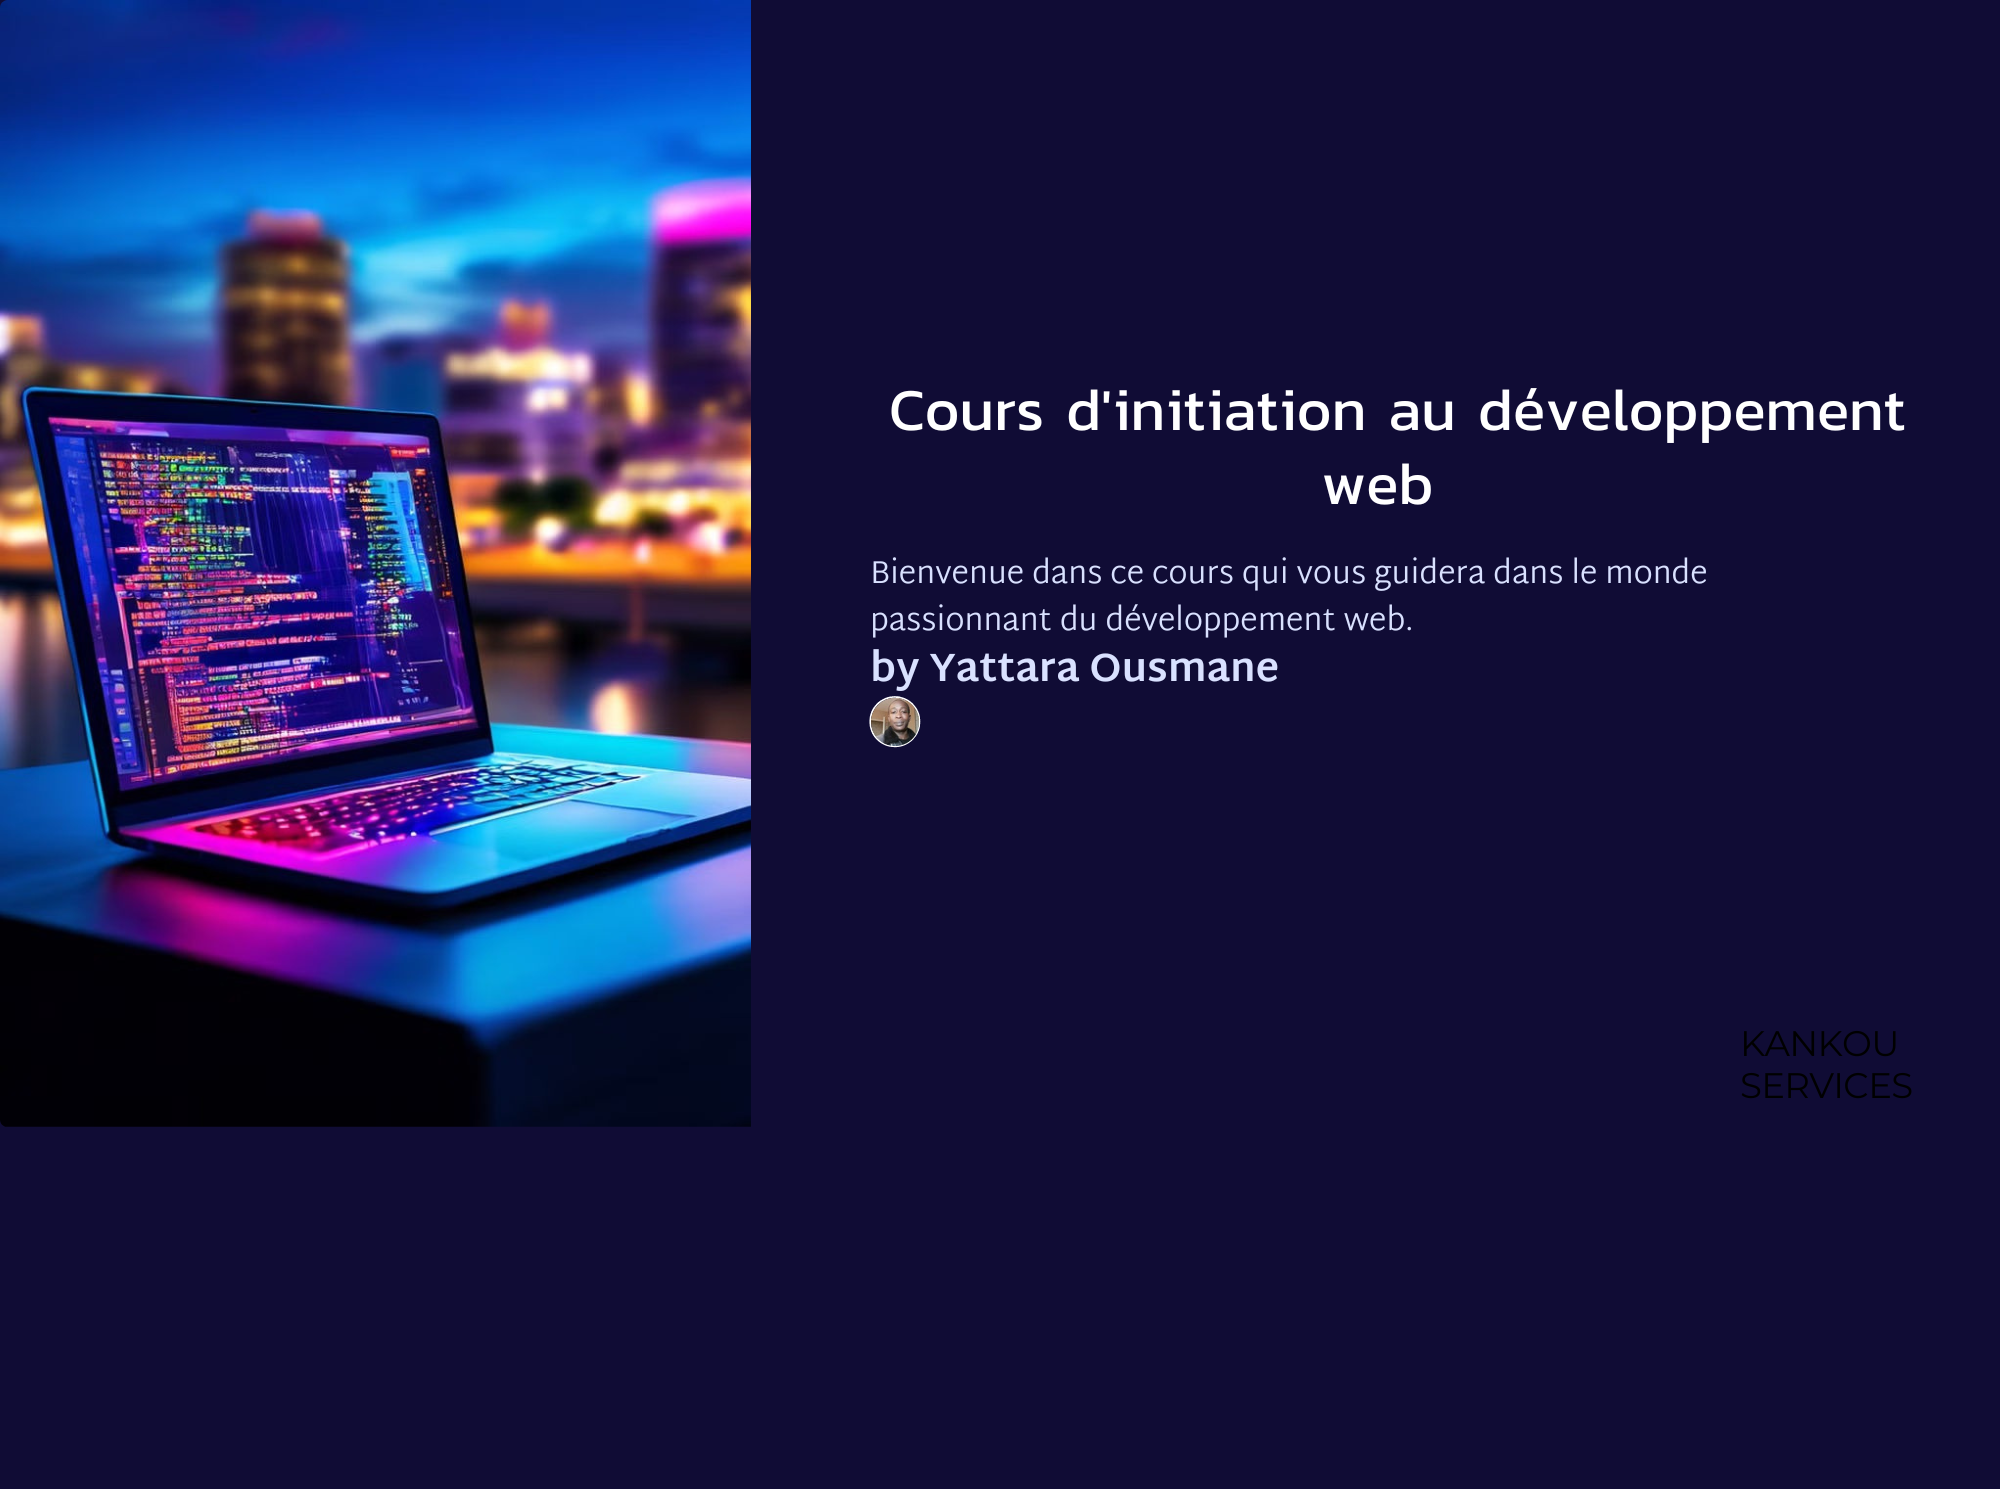 Cours d'initiation au développement
web
Bienvenue dans ce cours qui vous guidera dans le monde
passionnant du développement web.
by Yattara Ousmane
KANKOU
SERVICES